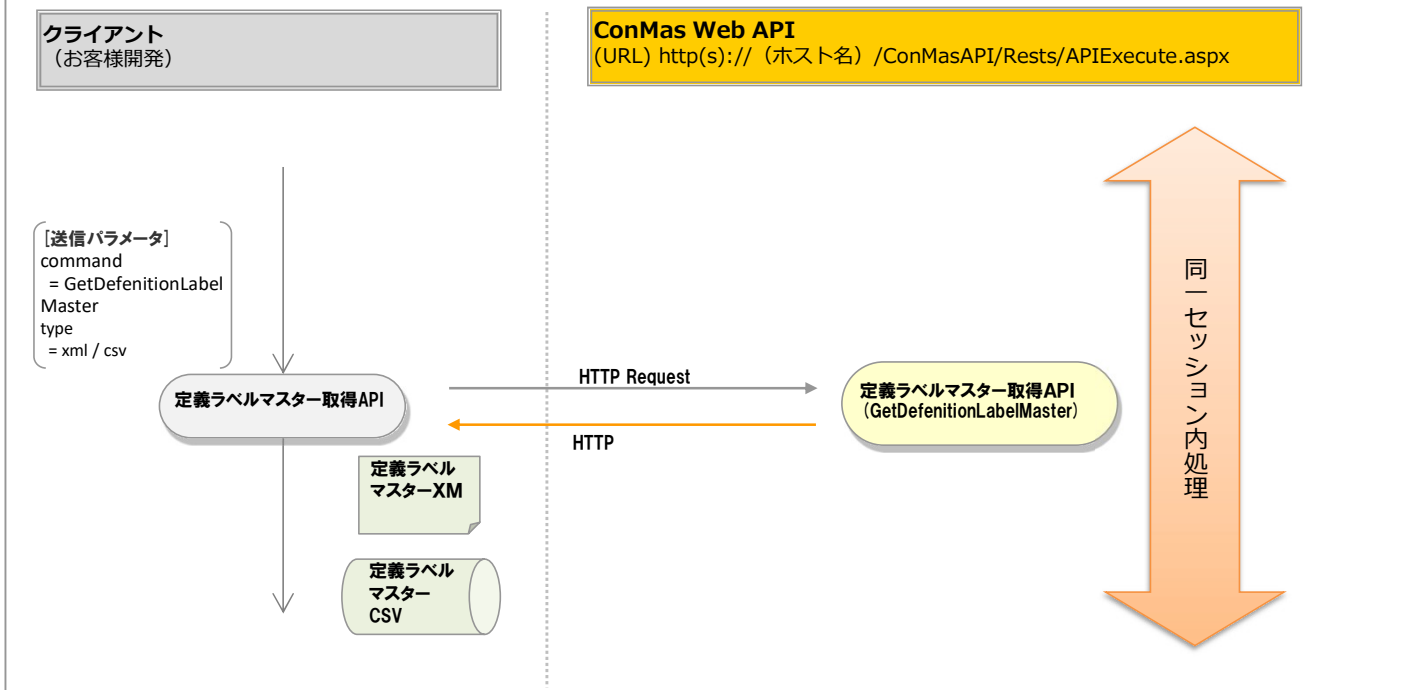 クライアント
（お客様開発）
ConMas Web API
(URL) http(s)://（ホスト名）/ConMasAPI/Rests/APIExecute.aspx
[送信パラメータ]
command
= GetDefenitionLabel
Master
type
= xml / csv
定義ラベルマスター取得API
HTTP Request
HTTP
定義ラベルマスター取得API
（GetDefenitionLabelMaster）
定義ラベル
マスターXM
定義ラベル
マスター
CSV
同一セッション内処理